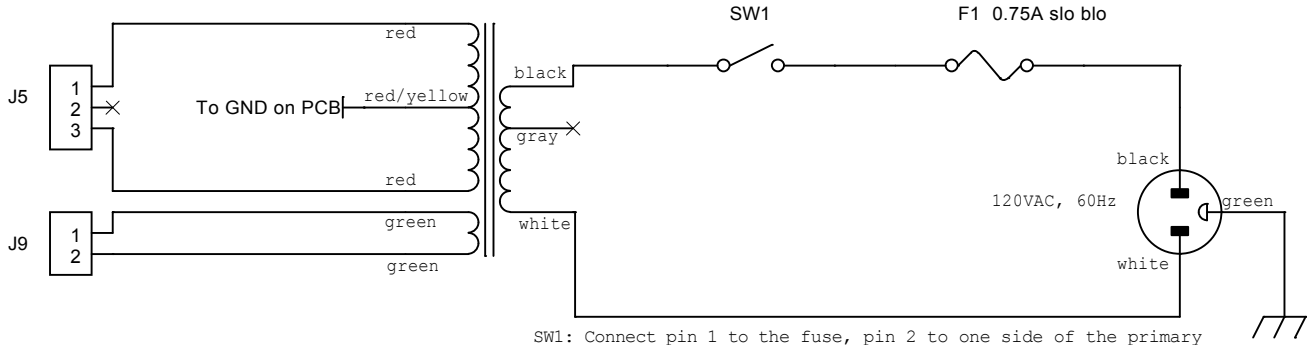 SW1
F1 0.75A slo blo
red
black
J5
1
2
3
To GND on PCB
red/yellow
gray
red
black
120VAC, 60Hz
green
J9
1
2
green
white
green
white
SW1: Connect pin 1 to the fuse, pin 2 to one side of the primary